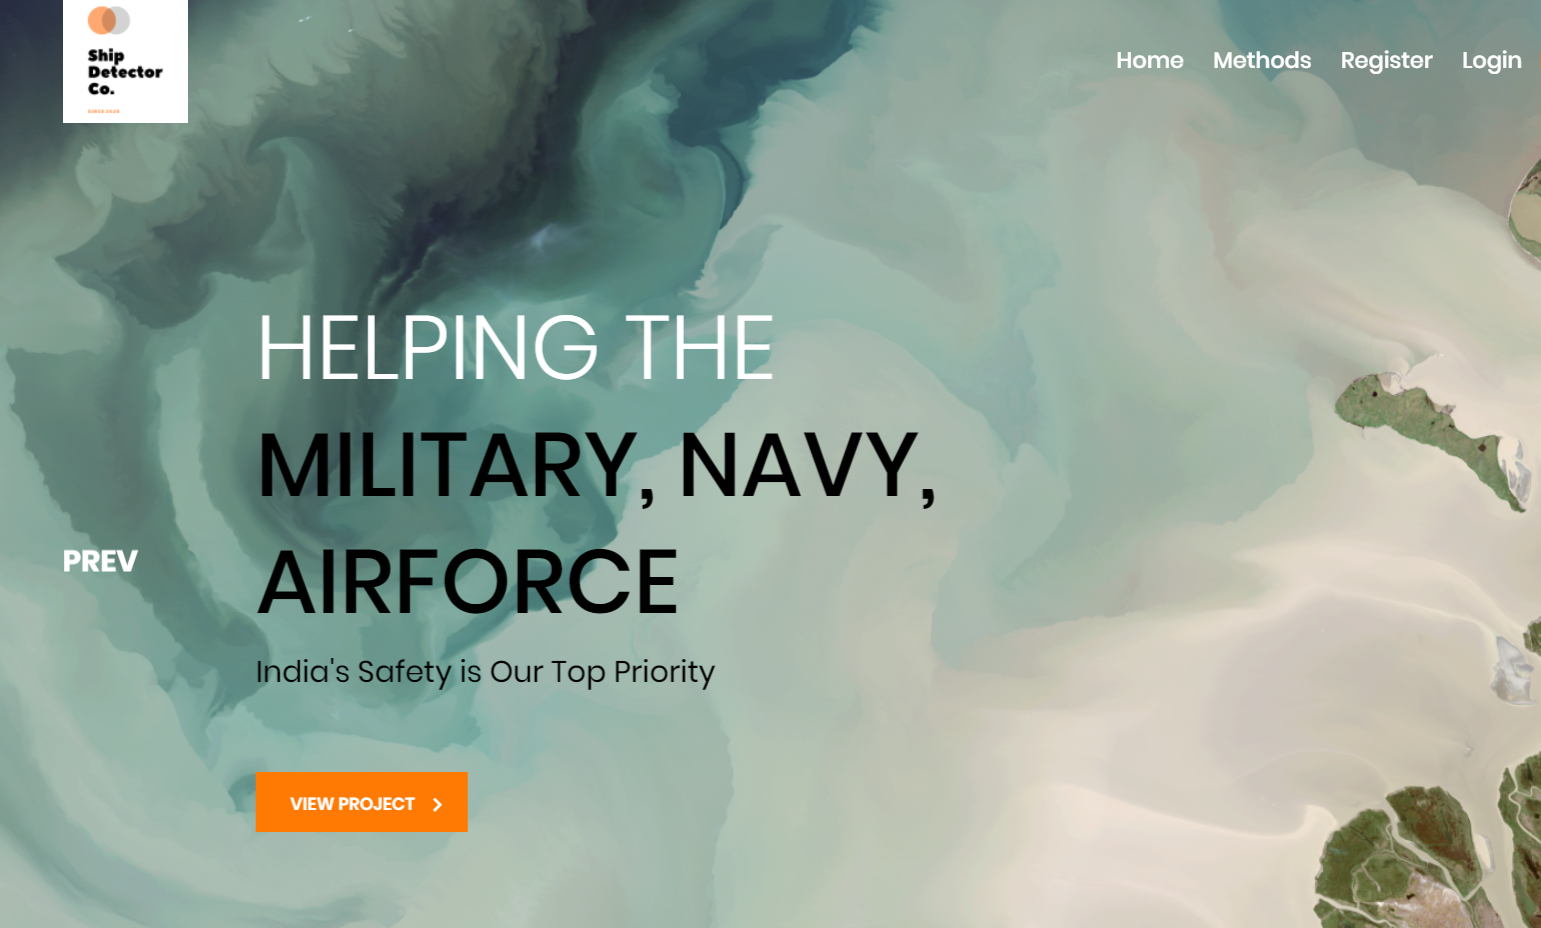 Ship
Detector
Co.
Home Methods Register Login
HELPING THE
MILITARY, NAVY,
AIRFORCE
PREV
India's Safety is Our Top Priority
VIEW PROJECT